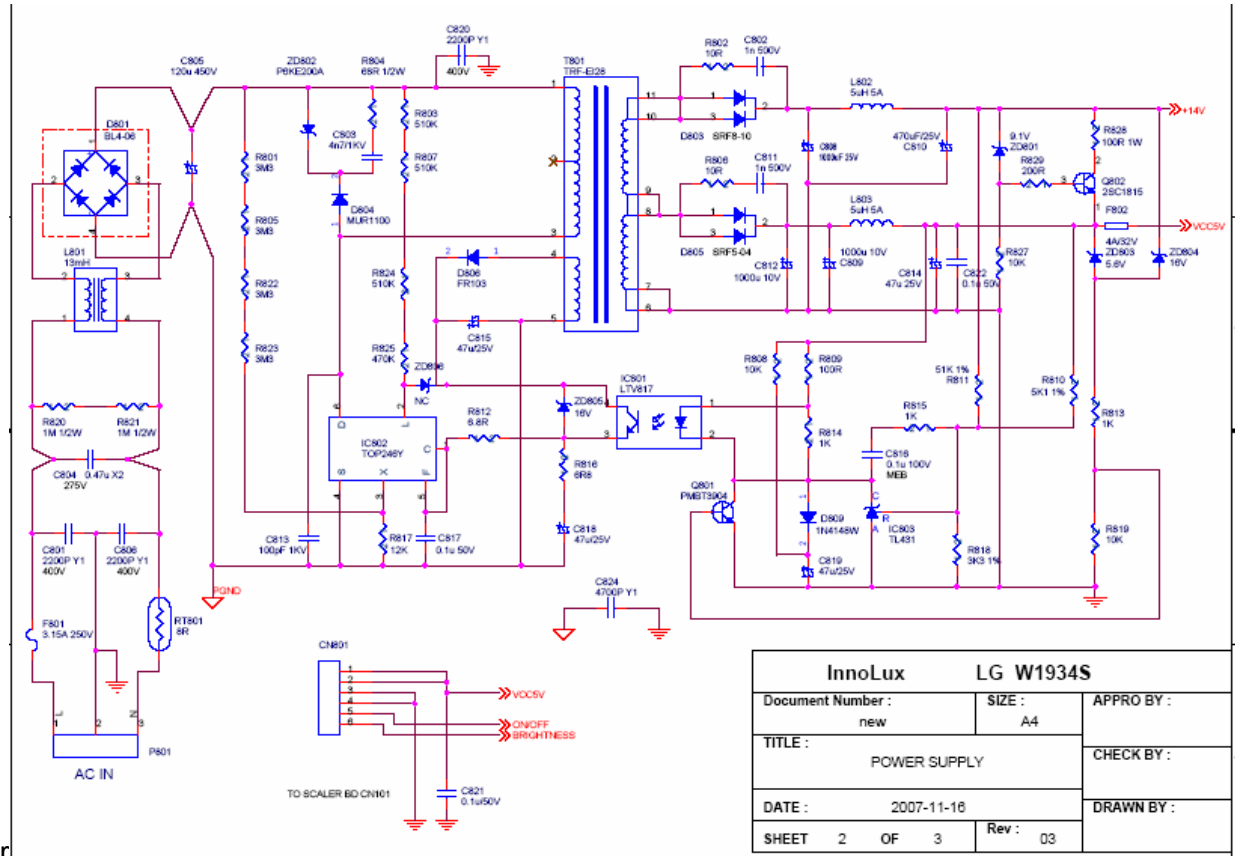 C805
120u 450V
ZD802
P6KE200A
R804
68R 1/2W
C820
2200P Y1
400V
T801
TRF-EI28
R802
10R
C802
1n 500V
L802
5uH 5A
+14V
D801
BL4-06
R803
510K
C803
4n7/1KV
R807
510K
R801
3M3
D803
SRF8-10
C808
1000uF 25V
470uF/25V
C810
9.1V
ZD801
R828
100R 1W
R829
200R
Q802
2SC1815
R806
10R
C811
1n 500V
L803
5uH 5A
F802
4A/32V
VCC5V
R805
3M3
D804
MUR1100
D805
SRF5-04
1000u 10V
C809
C812
1000u 10V
C814
47u 25V
C822
0.1u 50V
R827
10K
ZD803
5.6V
ZD804
16V
L801
13mH
R822
3M3
R824
510K
D806
FR103
C815
47u/25V
R823
3M3
R825
470K
ZD806
NC
IC801
LTV817
R808
10K
R809
100R
51K 1%
R811
R810
5K1 1%
R820
1M 1/2W
R821
1M 1/2W
R812
6.8R
ZD805
16V
R814
1K
R815
1K
R813
1K
C804
0.47u X2
275V
IC802
TOP246Y
D
L
C
S
X
F
R816
6R8
C816
0.1u 100V
MEB
Q801
PMBT3904
D809
1N4148W
C
R
A
IC803
TL431
C801
2200P Y1
400V
C806
2200P Y1
400V
C813
100pF 1KV
R817
12K
C817
0.1u 50V
C818
47u/25V
C819
47u/25V
R818
3K3 1%
R819
10K
PGND
C824
4700P Y1
F801
3.15A 250V
RT801
8R
L
N
1
2
3
P801
AC IN
CN801
1
2
3
4
5
6
VCC5V
ON/OFF
BRIGHTNESS
TO SCALER BD CN101
C821
0.1u/50V
InnoLux LG W1934S
Document Number :
new
SIZE :
A4
APPRO BY :
TITLE :
POWER SUPPLY
CHECK BY :
DATE : 2007-11-16
DRAWN BY :
SHEET 2 OF 3
Rev : 03
r